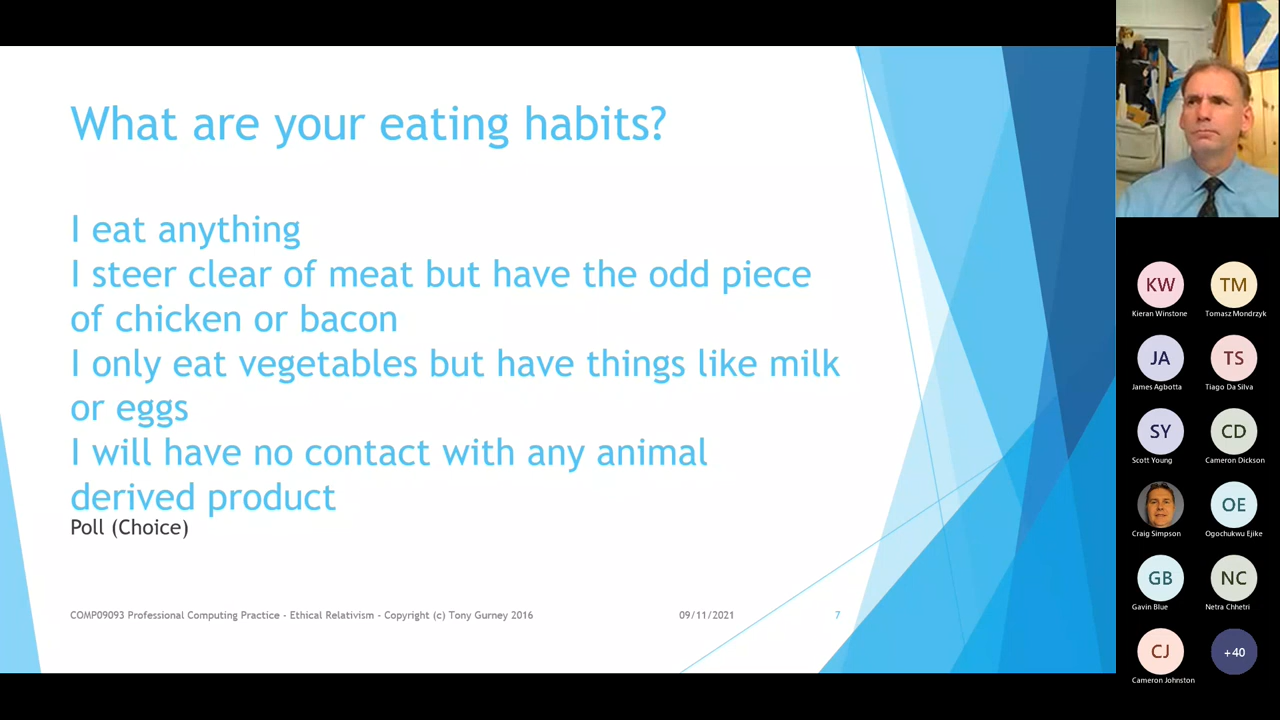 What are your eating habits?
I eat anything
I steer clear of meat but have the odd piece
of chicken or bacon
I only eat vegetables but have things like milk
or eggs
I will have no contact with any animal
derived product
Poll (Choice)
COMP09093 Professional Computing Practice - Ethical Relativism - Copyright (c) Tony Gurney 2016
09/11/2021
7
KW
TM
Kieran Winstone
Tomasz Mondrzyk
JA
TS
James Agbotta
Tiago Da Silva
SY
CD
Scott Young
Cameron Dickson
OE
Craig Simpson
Ogochukwu Ejike
GB
NC
Gavin Blue
Netra Chhetri
CJ
+40
Cameron Johnston